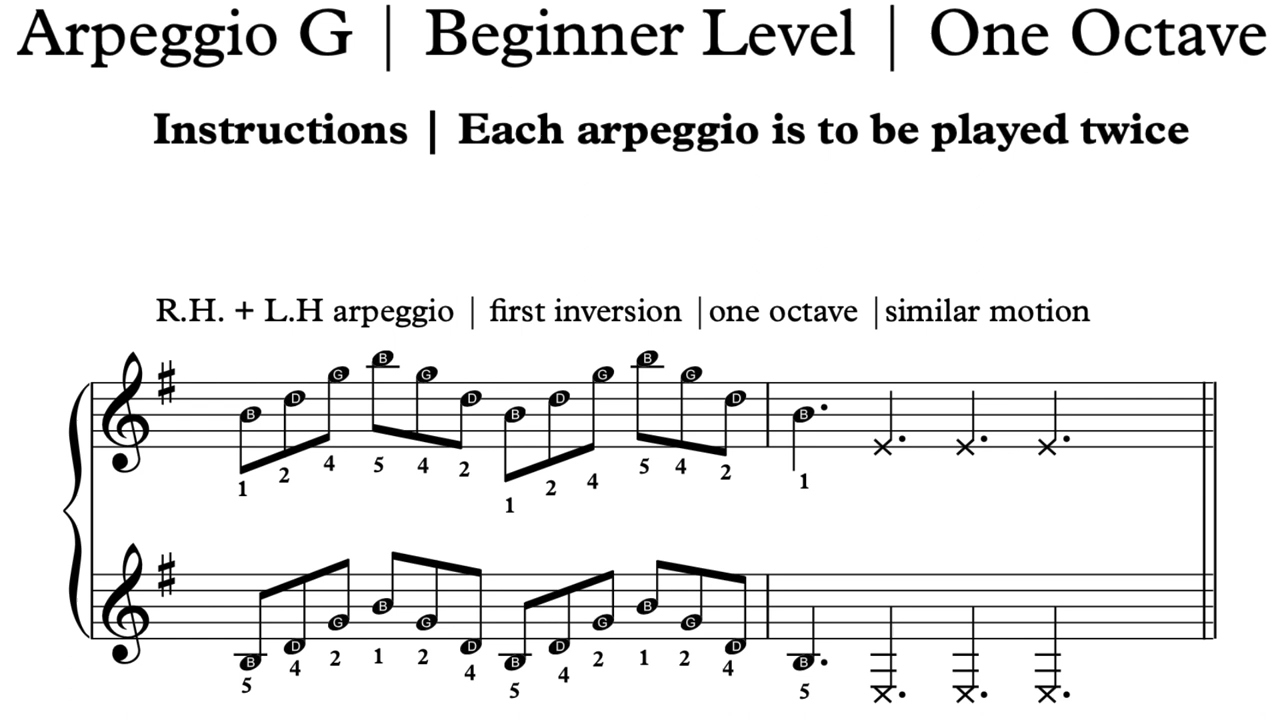 Arpeggio G | Beginner Level | One Octave
Instructions | Each arpeggio is to be played twice
R.H. + L.H arpeggio | first inversion |one octave |similar motion
B D G B G D B D G B G D B
1 2 4 5 4 2 1 2 4 5 4 2 1
B D G B G D B D G B G D B
5 4 2 1 2 4 5 4 2 1 2 4 5